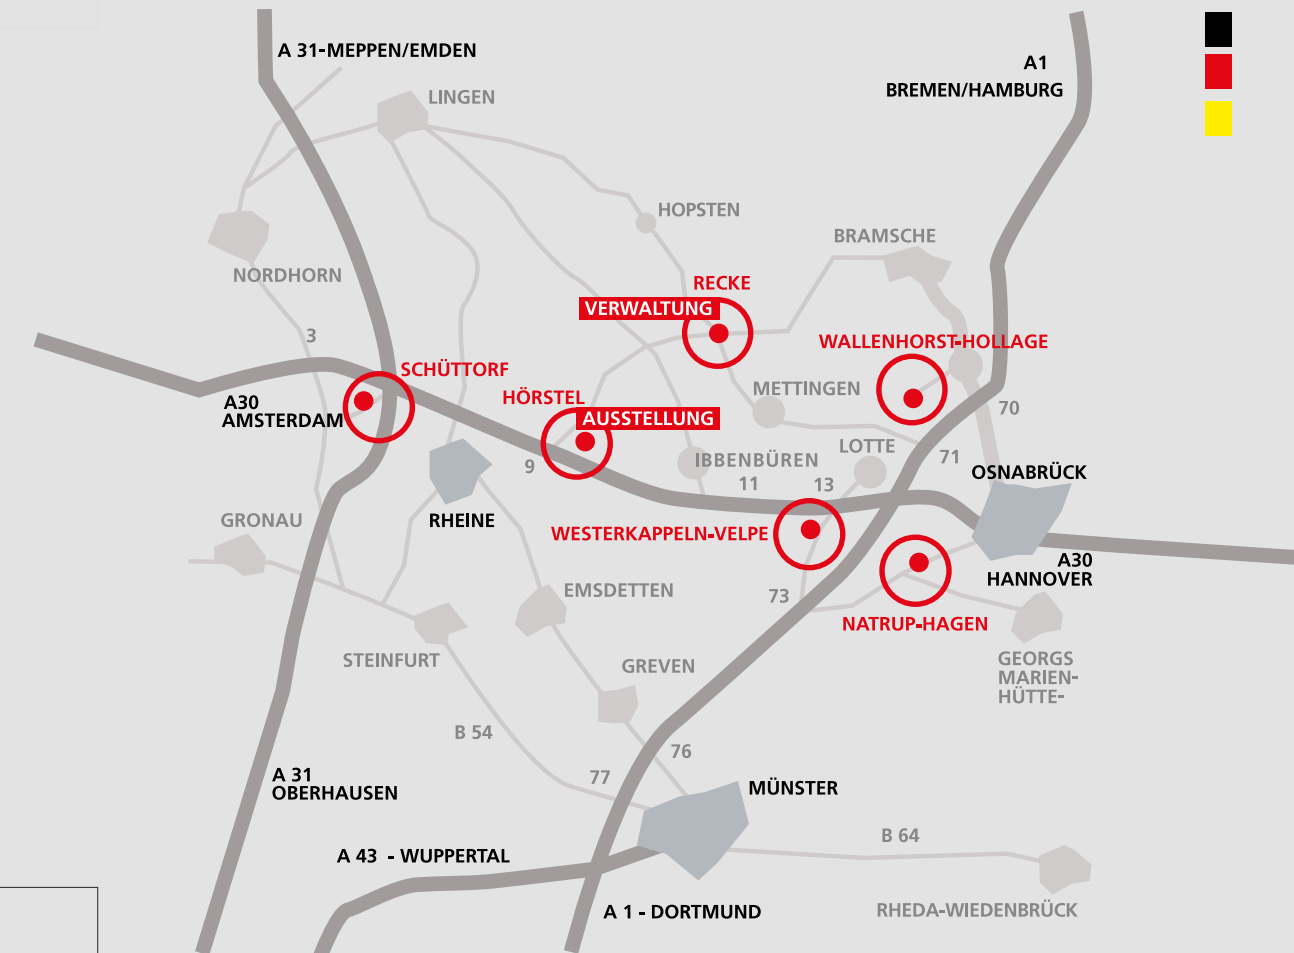 A 31-MEPPEN/EMDEN
A1
BREMEN/HAMBURG
LINGEN
HOPSTEN
BRAMSCHE
NORDHORN
RECKE
VERWALTUNG
3
WALLENHORST-HOLLAGE
SCHÜTTORF
METTINGEN
HÖRSTEL
A30
AMSTERDAM
70
AUSSTELLUNG
LOTTE
71
9
IBBENBÜREN
11
13
OSNABRÜCK
GRONAU
RHEINE
WESTERKAPPELN-VELPE
A30
HANNOVER
EMSDETTEN
73
NATRUP-HAGEN
STEINFURT
GREVEN
GEORGS
MARIEN-
HÜTTE-
B 54
76
77
A 31
OBERHAUSEN
MÜNSTER
B 64
A 43 - WUPPERTAL
A 1 - DORTMUND
RHEDA-WIEDENBRÜCK